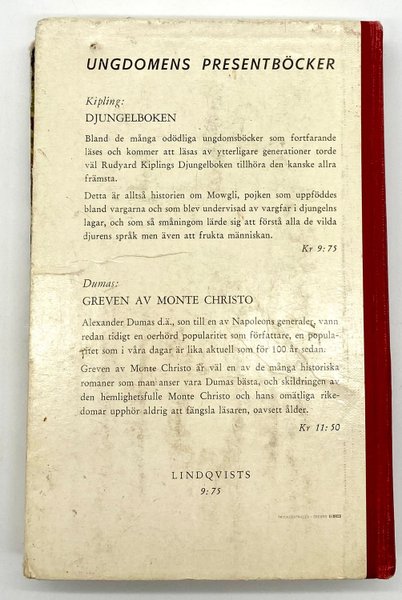 UNGDOMENS PRESENTBÖCKER
Kipling:
DJUNGELBOKEN
Bland de många odödliga ungdomsböcker som fortfarande
läses och kommer att läsas av ytterligare generationer torde
väl Rudyard Kiplings Djungelboken tillhöra den kanske allra
främsta.
Detta är alltså historien om Mowgli, pojken som uppföddes
bland vargarna och som blev undervisad av vargfar i djungelns
lagar, och som så småningom lärde sig att förstå alla de vilda
djurens språk men även att frukta människan.
Kr 9:75
Dumas:
GREVEN AV MONTE CHRISTO
Alexander Dumas d.ä., son till en av Napoleons generaler, vann
redan tidigt en oerhörd popularitet som författare, en popula-
ritet som i våra dagar är lika aktuell som för 100 år sedan.
Greven av Monte Christo är väl en av de många historiska
romaner som man anser vara Dumas bästa, och skildringen av
den hemlighetsfulle Monte Christo och hans omätliga rike-
domar upphör aldrig att fängsla läsaren, oavsett ålder.
Kr 11:50
LINDQVISTS
9:75